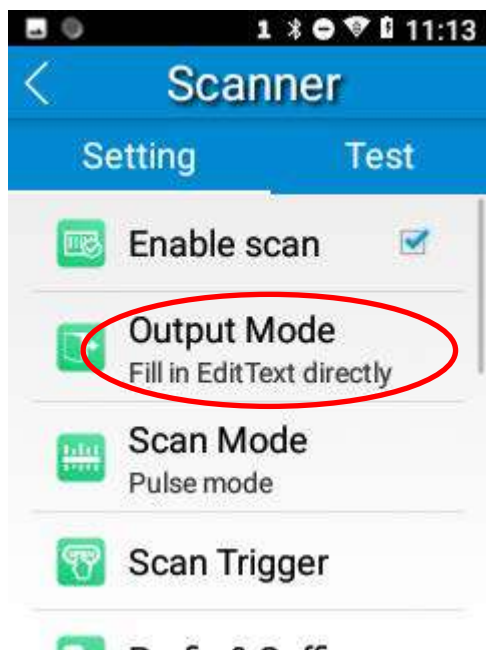 1 11:13
Scanner
Setting Test
Enable scan
Output Mode
Fill in EditText directly
Scan Mode
Pulse mode
Scan Trigger